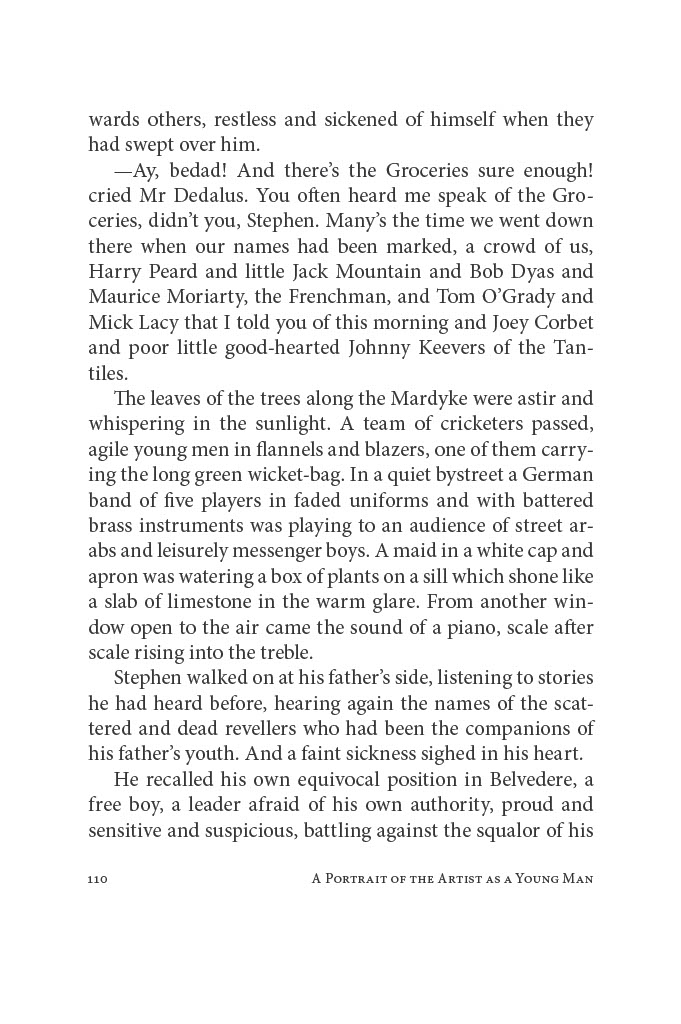 wards others, restless and sickened of himself when they
had swept over him.
—Ay, bedad! And there’s the Groceries sure enough!
cried Mr Dedalus. You often heard me speak of the Gro-
ceries, didn’t you, Stephen. Many’s the time we went down
there when our names had been marked, a crowd of us,
Harry Peard and little Jack Mountain and Bob Dyas and
Maurice Moriarty, the Frenchman, and Tom O’Grady and
Mick Lacy that I told you of this morning and Joey Corbet
and poor little good-hearted Johnny Keevers of the Tan-
tiles.
The leaves of the trees along the Mardyke were astir and
whispering in the sunlight. A team of cricketers passed,
agile young men in flannels and blazers, one of them carry-
ing the long green wicket-bag. In a quiet bystreet a German
band of five players in faded uniforms and with battered
brass instruments was playing to an audience of street ar-
abs and leisurely messenger boys. A maid in a white cap and
apron was watering a box of plants on a sill which shone like
a slab of limestone in the warm glare. From another win-
dow open to the air came the sound of a piano, scale after
scale rising into the treble.
Stephen walked on at his father’s side, listening to stories
he had heard before, hearing again the names of the scat-
tered and dead revellers who had been the companions of
his father’s youth. And a faint sickness sighed in his heart.
He recalled his own equivocal position in Belvedere, a
free boy, a leader afraid of his own authority, proud and
sensitive and suspicious, battling against the squalor of his
110 A Portrait of the Artist as a Young Man